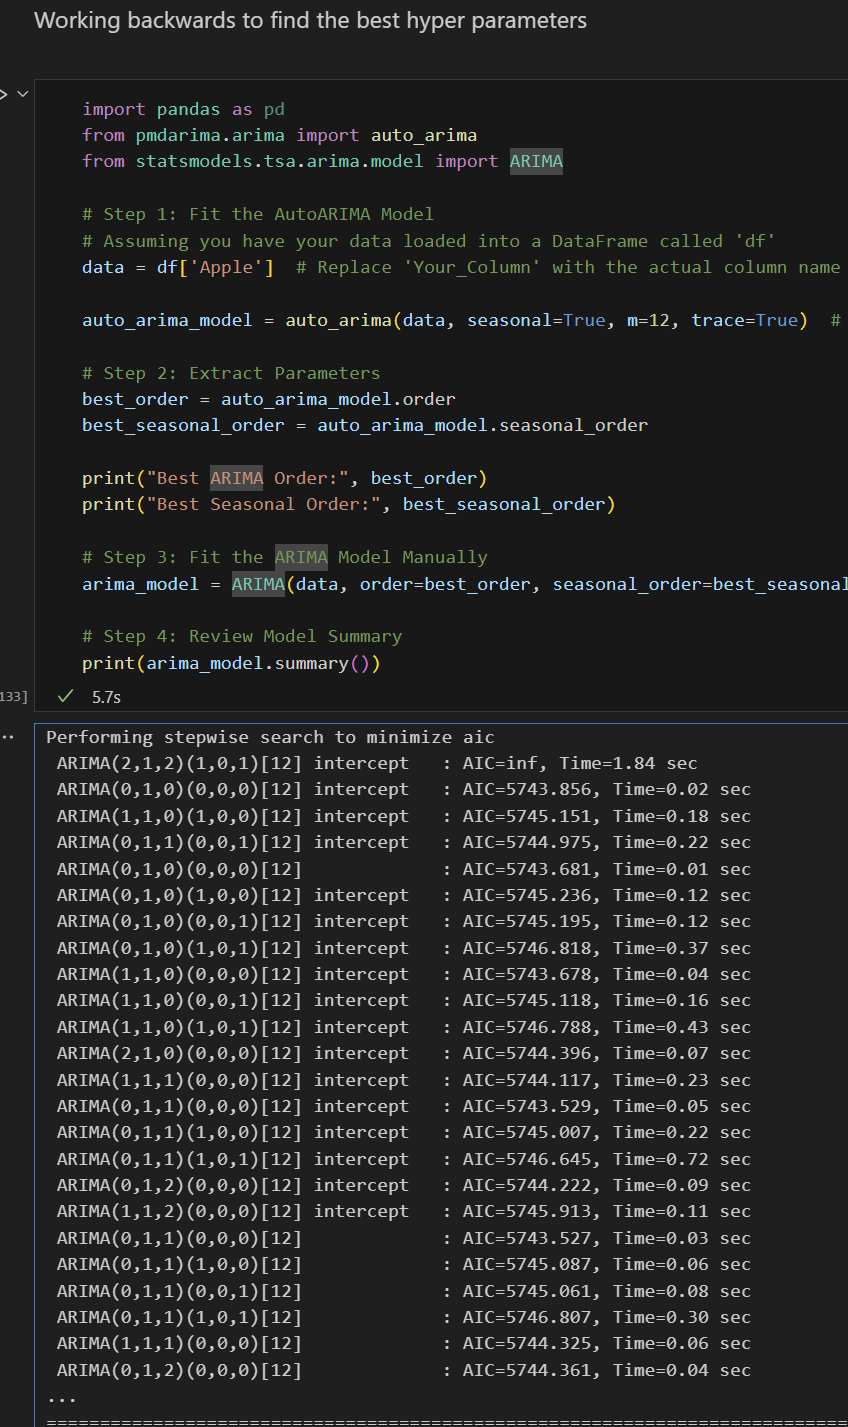 Working backwards to find the best hyper parameters
import pandas as pd
from pmdarima.arima import auto_arima
from statsmodels.tsa.arima.model import ARIMA
# Step 1: Fit the AutoARIMA Model
# Assuming you have your data loaded into a DataFrame called 'df'
data = df['Apple']  # Replace 'Your_Column' with the actual column name
auto_arima_model = auto_arima(data, seasonal=True, m=12, trace=True)  #
# Step 2: Extract Parameters
best_order = auto_arima_model.order
best_seasonal_order = auto_arima_model.seasonal_order
print("Best ARIMA Order:", best_order)
print("Best Seasonal Order:", best_seasonal_order)
# Step 3: Fit the ARIMA Model Manually
arima_model = ARIMA(data, order=best_order, seasonal_order=best_seasonal
# Step 4: Review Model Summary
print(arima_model.summary())
133] ✓ 5.7s
Performing stepwise search to minimize aic
ARIMA(2,1,2)(1,0,1)[12] intercept   : AIC=inf, Time=1.84 sec
ARIMA(0,1,0)(0,0,0)[12] intercept   : AIC=5743.856, Time=0.02 sec
ARIMA(1,1,0)(1,0,0)[12] intercept   : AIC=5745.151, Time=0.18 sec
ARIMA(0,1,1)(0,0,1)[12] intercept   : AIC=5744.975, Time=0.22 sec
ARIMA(0,1,0)(0,0,0)[12]             : AIC=5743.681, Time=0.01 sec
ARIMA(0,1,0)(1,0,0)[12] intercept   : AIC=5745.236, Time=0.12 sec
ARIMA(0,1,0)(0,0,1)[12] intercept   : AIC=5745.195, Time=0.12 sec
ARIMA(0,1,0)(1,0,1)[12] intercept   : AIC=5746.818, Time=0.37 sec
ARIMA(1,1,0)(0,0,0)[12] intercept   : AIC=5743.678, Time=0.04 sec
ARIMA(1,1,0)(0,0,1)[12] intercept   : AIC=5745.118, Time=0.16 sec
ARIMA(1,1,0)(1,0,1)[12] intercept   : AIC=5746.788, Time=0.43 sec
ARIMA(2,1,0)(0,0,0)[12] intercept   : AIC=5744.396, Time=0.07 sec
ARIMA(1,1,1)(0,0,0)[12] intercept   : AIC=5744.117, Time=0.23 sec
ARIMA(0,1,1)(0,0,0)[12] intercept   : AIC=5743.529, Time=0.05 sec
ARIMA(0,1,1)(1,0,0)[12] intercept   : AIC=5745.007, Time=0.22 sec
ARIMA(0,1,1)(1,0,1)[12] intercept   : AIC=5746.645, Time=0.72 sec
ARIMA(0,1,2)(0,0,0)[12] intercept   : AIC=5744.222, Time=0.09 sec
ARIMA(1,1,2)(0,0,0)[12] intercept   : AIC=5745.913, Time=0.11 sec
ARIMA(0,1,1)(0,0,0)[12]             : AIC=5743.527, Time=0.03 sec
ARIMA(0,1,1)(1,0,0)[12]             : AIC=5745.087, Time=0.06 sec
ARIMA(0,1,1)(0,0,1)[12]             : AIC=5745.061, Time=0.08 sec
ARIMA(0,1,1)(1,0,1)[12]             : AIC=5746.807, Time=0.30 sec
ARIMA(1,1,1)(0,0,0)[12]             : AIC=5744.325, Time=0.06 sec
ARIMA(0,1,2)(0,0,0)[12]             : AIC=5744.361, Time=0.04 sec
...
==========================================================================